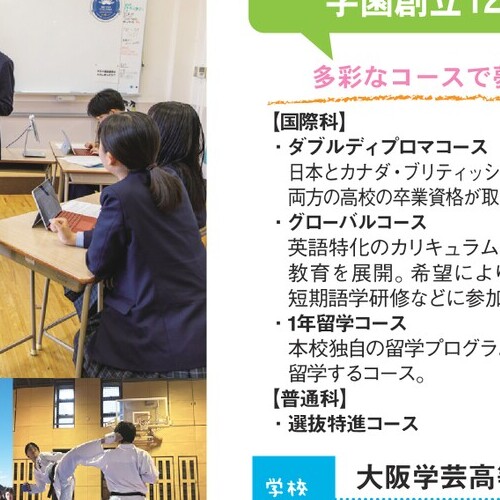 学園創立12
多彩なコースで
【国際科】
・ダブルディプロマコース
日本とカナダ・ブリティッシ
両方の高校の卒業資格が取
・グローバルコース
英語特化のカリキュラム
教育を展開。希望によ
短期語学研修などに参加
・1年留学コース
本校独自の留学プログラ
留学するコース。
【普通科】
・選抜特進コース
学校
大阪学芸高